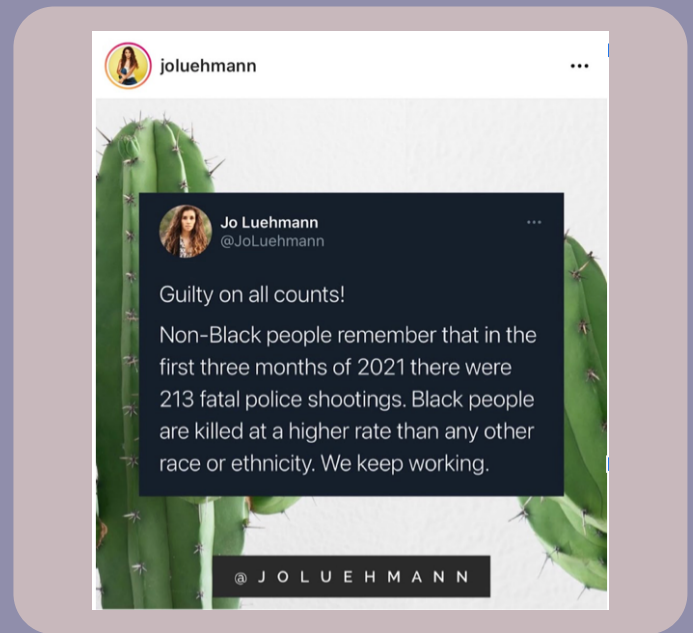 joluehmann
...
Jo Luehmann
...
@JoLuehmann
Guilty on all counts!
Non-Black people remember that in the
first three months of 2021 there were
213 fatal police shootings. Black people
are killed at a higher rate than any other
race or ethnicity. We keep working.
@JOLUEHMANN